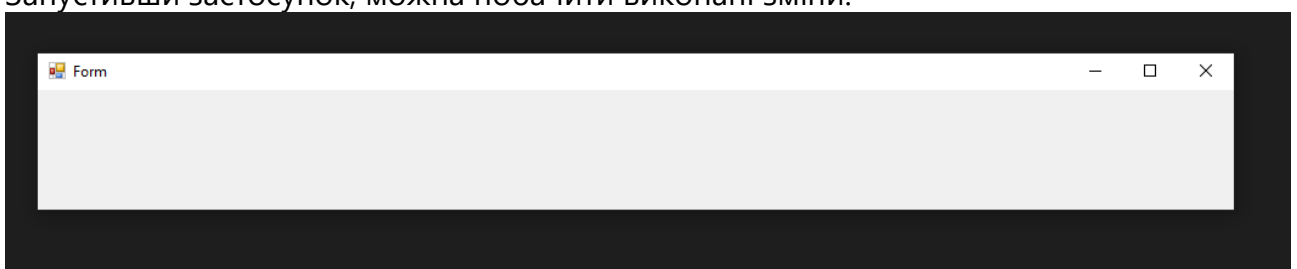 Запустивши застосунок, можна побачити виконані зміни.
Form